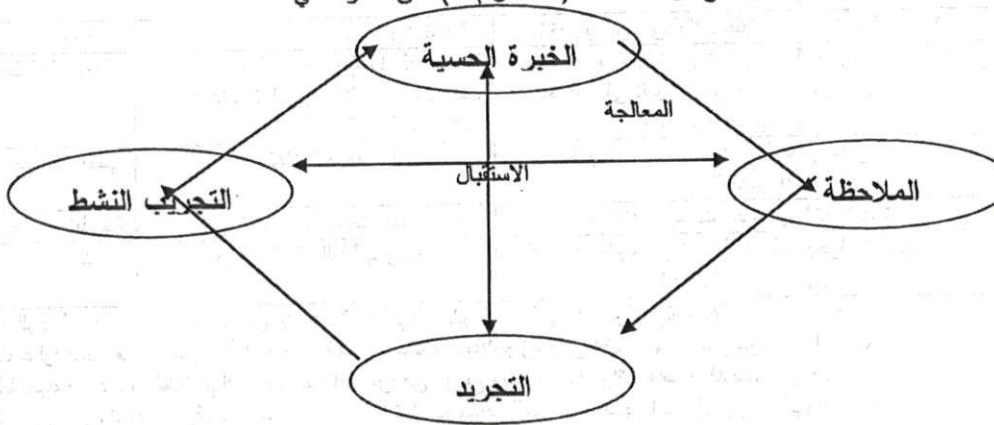 الخبرة الحسية
المعالجة
الاستقبال
الملاحظة
التجريب النشط
التجريد